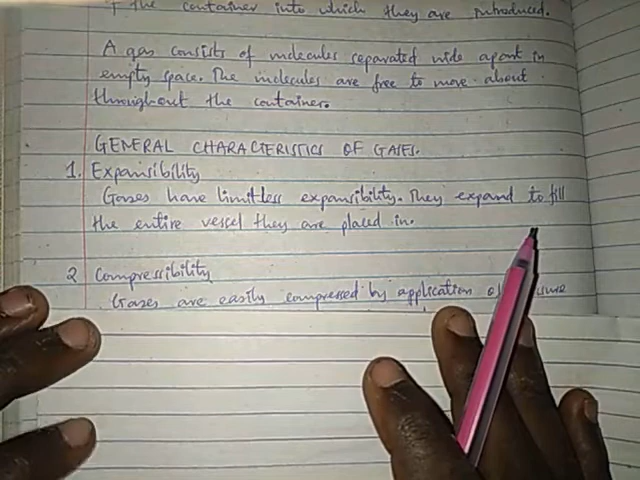 the container into which they are introduced.
A gas consists of molecules separated wide apart in
empty space. The molecules are free to move about
throughout the container.
GENERAL CHARACTERISTICS OF GASES.
1. Expansibility
Gases have limitless expansibility. They expand to fill
the entire vessel they are placed in.
2 Compressibility
Gases are easily compressed by application